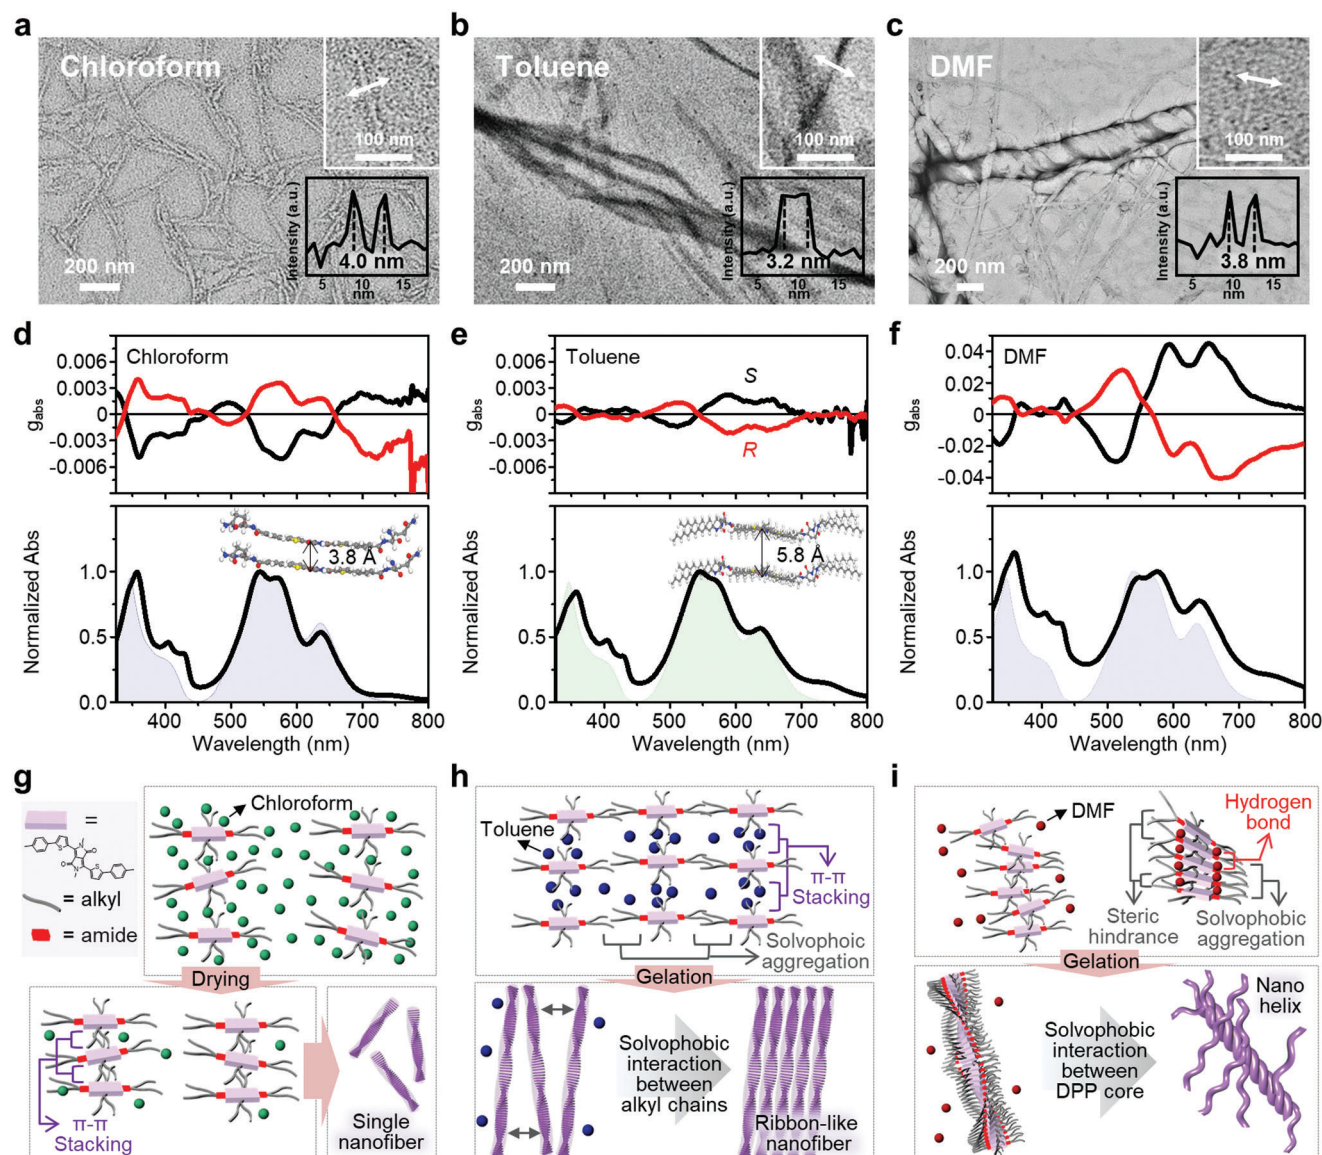 a
b
c
Chloroform
100 nm
Intensity (a.u.)
4.0 nm
5 10 15
nm
200 nm
Toluene
100 nm
Intensity (a.u.)
3.2 nm
5 10 15
nm
200 nm
DMF
100 nm
Intensity (a.u.)
3.8 nm
5 10 15
nm
200 nm
d
Chloroform
0.006
0.003
0
-0.003
-0.006
gabs
3.8 Å
1.0
0.5
0.0
Normalized Abs
400 500 600 700 800
Wavelength (nm)
e
Toluene
S
R
0.006
0.003
0
-0.003
-0.006
gabs
5.8 Å
1.0
0.5
0.0
Normalized Abs
400 500 600 700 800
Wavelength (nm)
f
DMF
0.04
0.02
0
-0.02
-0.04
gabs
1.0
0.5
0.0
Normalized Abs
400 500 600 700 800
Wavelength (nm)
g
=
= alkyl
= amide
Chloroform
Drying
π-π
Stacking
Single
nanofiber
h
Toluene
π-π
Stacking
Solvophoic
aggregation
Gelation
Solvophobic
interaction
between
alkyl chains
Ribbon-like
nanofiber
i
DMF
Hydrogen
bond
Steric
hindrance
Solvophobic
aggregation
Gelation
Solvophobic
interaction
between
DPP core
Nano
helix